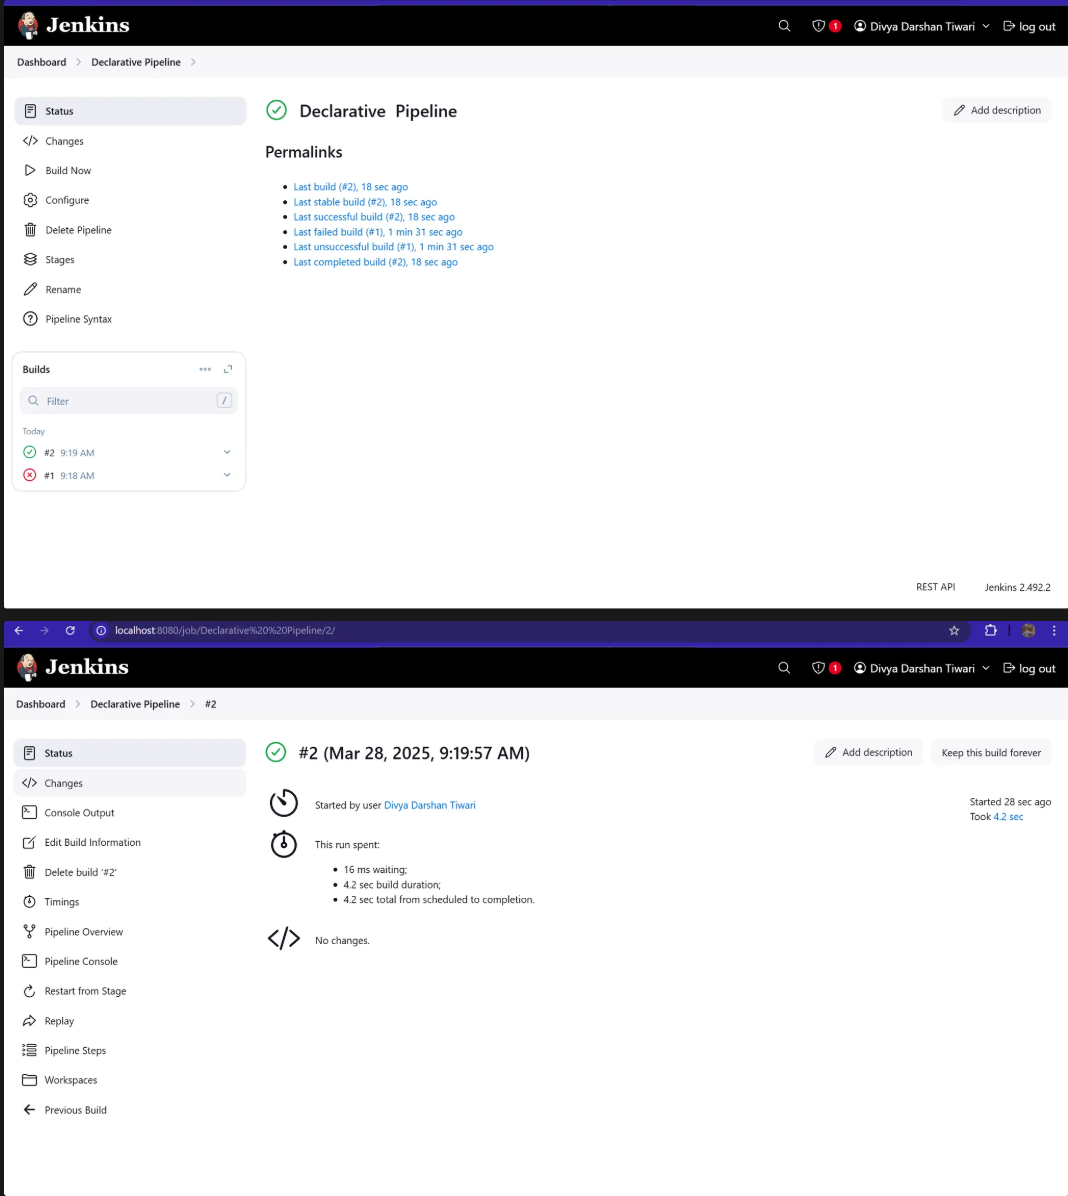 Jenkins
1 Divya Darshan Tiwari log out
Dashboard Declarative Pipeline
Status
Changes
Build Now
Configure
Delete Pipeline
Stages
Rename
Pipeline Syntax
Builds
Filter /
Today
#2 9:19 AM
#1 9:18 AM
Declarative Pipeline
Add description
Permalinks
Last build (#2), 18 sec ago
Last stable build (#2), 18 sec ago
Last successful build (#2), 18 sec ago
Last failed build (#1), 1 min 31 sec ago
Last unsuccessful build (#1), 1 min 31 sec ago
Last completed build (#2), 18 sec ago
REST API Jenkins 2.492.2
localhost:8080/job/Declarative%20%20Pipeline/2/
Jenkins
1 Divya Darshan Tiwari log out
Dashboard Declarative Pipeline #2
Status
Changes
Console Output
Edit Build Information
Delete build '#2'
Timings
Pipeline Overview
Pipeline Console
Restart from Stage
Replay
Pipeline Steps
Workspaces
Previous Build
#2 (Mar 28, 2025, 9:19:57 AM)
Add description Keep this build forever
Started by user Divya Darshan Tiwari
Started 28 sec ago
Took 4.2 sec
This run spent:
16 ms waiting;
4.2 sec build duration;
4.2 sec total from scheduled to completion.
No changes.